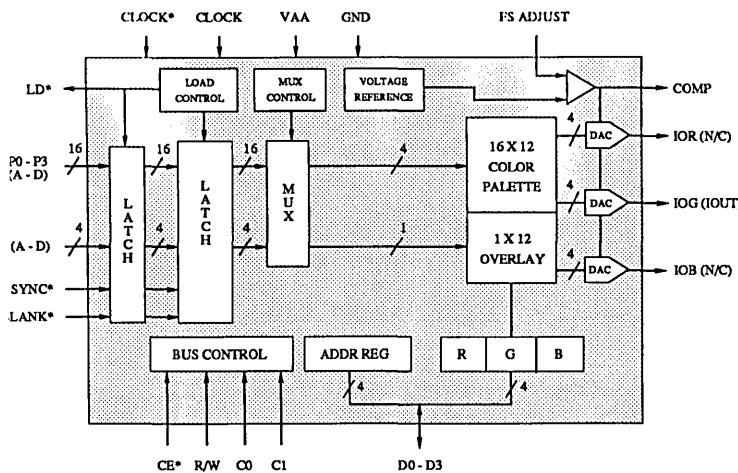 CLOCK* CLOCK VAA GND FS ADJUST
LD*
LOAD
CONTROL
MUX
CONTROL
VOLTAGE
REFERENCE
COMP
P0 - P3
(A - D)
16
16
16
4
4
DAC
IOR (N/C)
LATCH
LATCH
MUX
16 X 12
COLOR
PALETTE
4
DAC
IOG (IOUT)
(A - D)
4
4
4
1
1 X 12
OVERLAY
4
DAC
IOB (N/C)
SYNC*
LANK*
BUS CONTROL
ADDR REG
R G B
4
4
CE* R/W C0 C1 D0 - D3